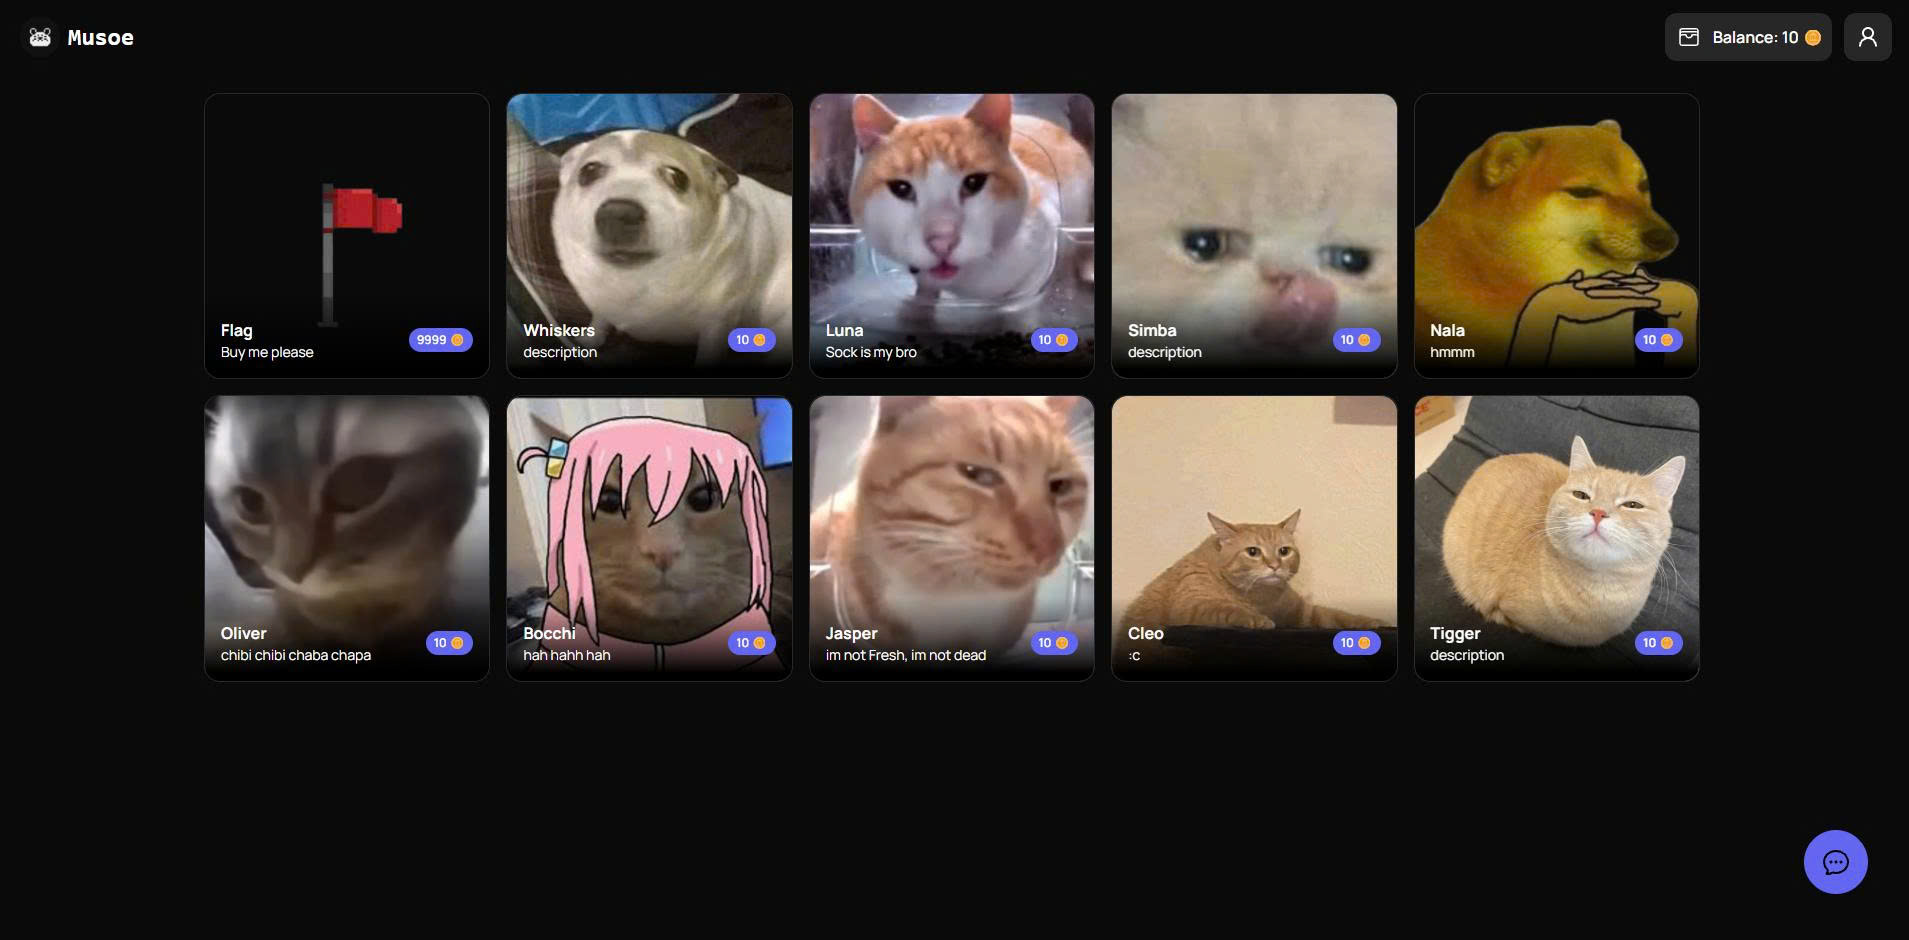 Musoe
Balance: 10
Flag
Buy me please
9999
Whiskers
description
10
Luna
Sock is my bro
10
Simba
description
10
Nala
hmmm
10
Oliver
chibi chibi chaba chapa
10
Bocchi
hah hahh hah
10
Jasper
im not Fresh, im not dead
10
Cleo
:c
10
Tigger
description
10